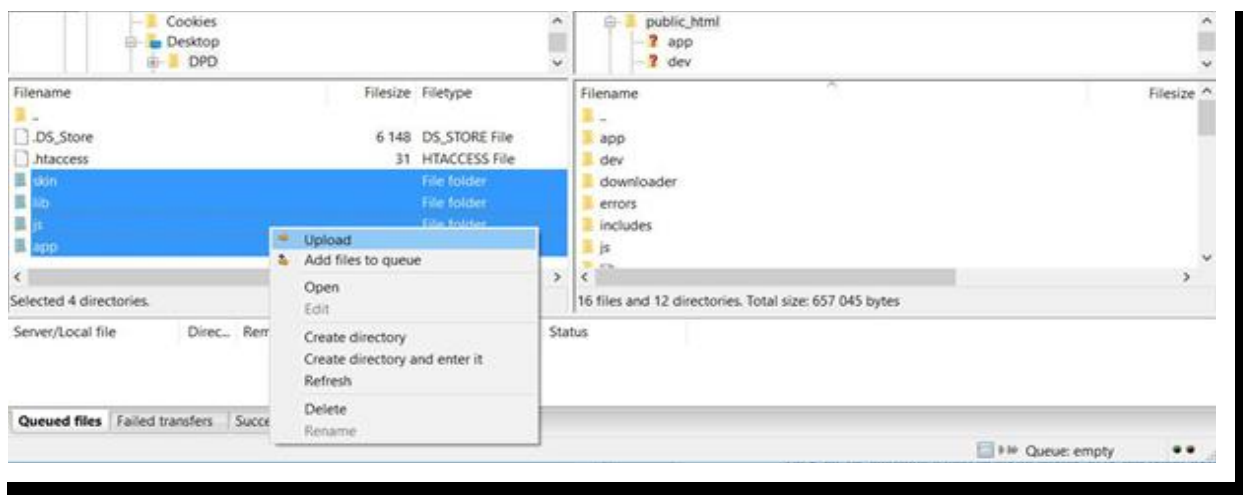 Cookies
Desktop
DPD
public_html
app
dev
Filename Filesize Filetype
..
.DS_Store 6 148 DS_STORE File
.htaccess 31 HTACCESS File
skin File folder
lib File folder
js File folder
app
Selected 4 directories.
Filename Filesize
..
app
dev
downloader
errors
includes
js
16 files and 12 directories. Total size: 657 045 bytes
Upload
Add files to queue
Open
Edit
Create directory
Create directory and enter it
Refresh
Delete
Rename
Server/Local file Direc... Rem Status
Queued files Failed transfers Succe
Queue: empty